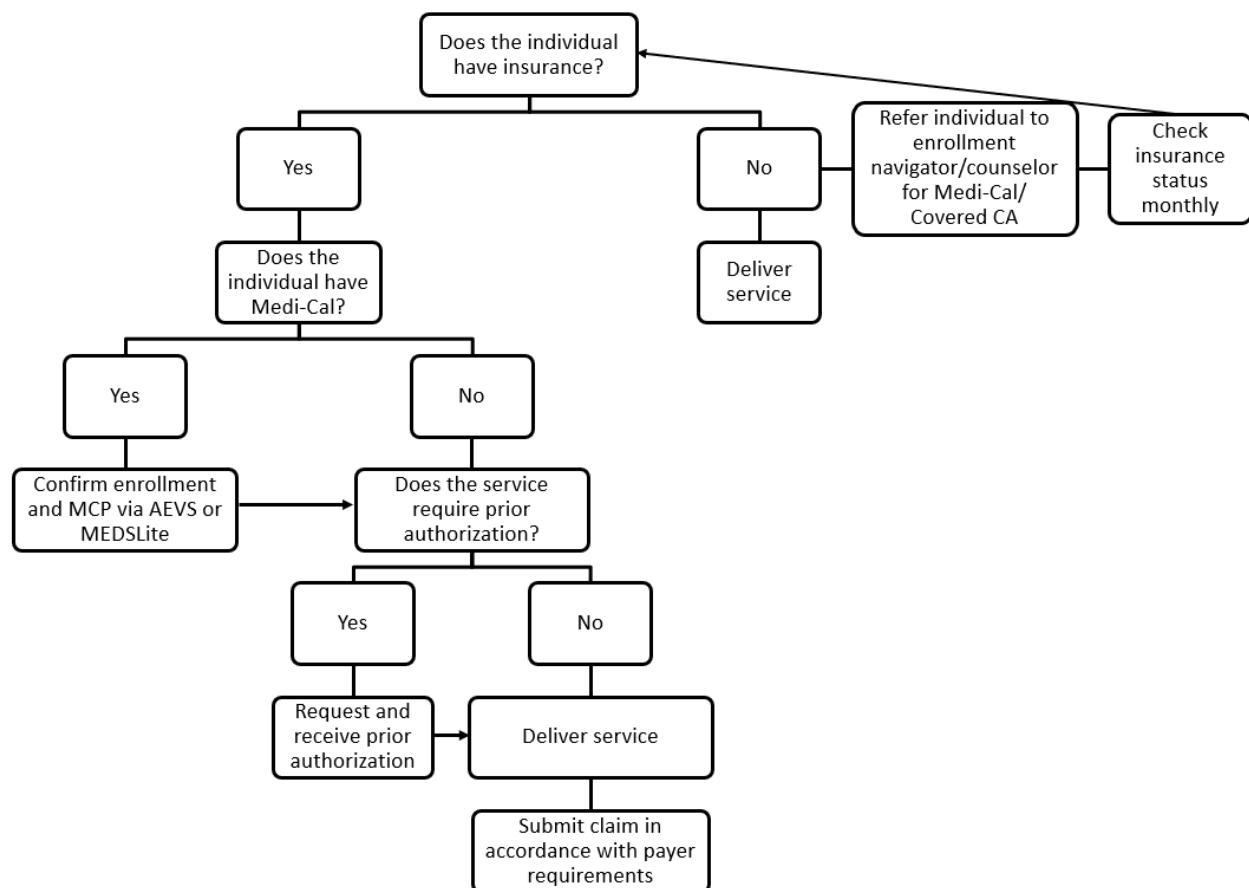 Does the individual
have insurance?
Yes
No
Refer individual to
enrollment
navigator/counselor
for Medi-Cal/
Covered CA
Check
insurance
status
monthly
Does the
individual have
Medi-Cal?
Deliver
service
Yes
No
Confirm enrollment
and MCP via AEVS or
MEDSLite
Does the service
require prior
authorization?
Yes
No
Request and
receive prior
authorization
Deliver service
Submit claim in
accordance with payer
requirements